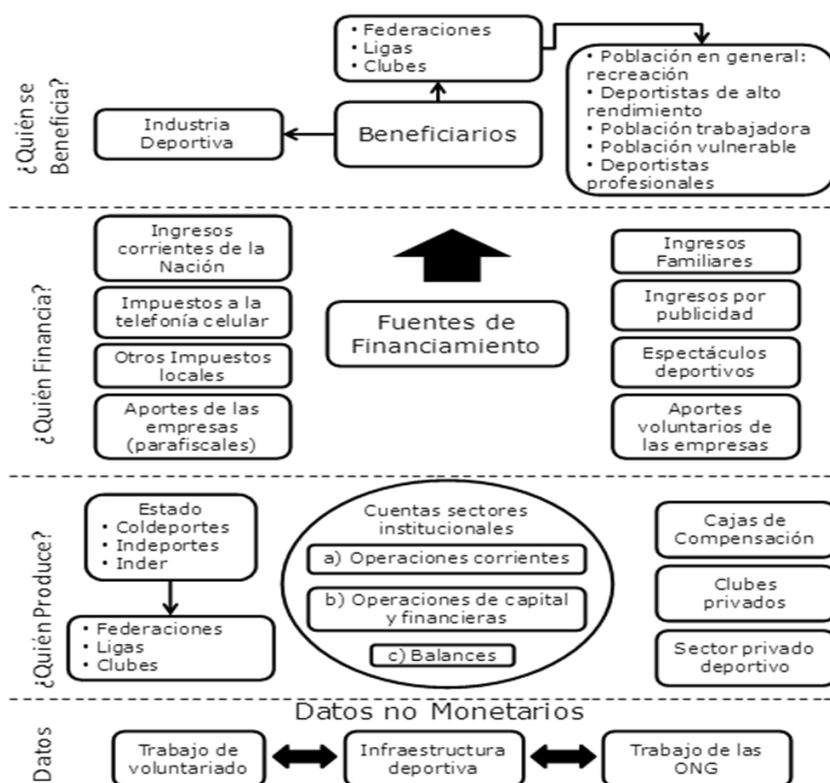 ¿Quién se
Beneficia?
• Federaciones
• Ligas
• Clubes
Industria
Deportiva
Beneficiarios
• Población en general:
recreación
• Deportistas de alto
rendimiento
• Población trabajadora
• Población vulnerable
• Deportistas
profesionales
¿Quién Financia?
Ingresos
corrientes de la
Nación
Impuestos a la
telefonía celular
Otros Impuestos
locales
Aportes de las
empresas
(parafiscales)
Fuentes de
Financiamiento
Ingresos
Familiares
Ingresos por
publicidad
Espectáculos
deportivos
Aportes
voluntarios de
las empresas
¿Quién Produce?
Estado
• Coldeportes
• Indeportes
• Inder
• Federaciones
• Ligas
• Clubes
Cuentas sectores
institucionales
a) Operaciones corrientes
b) Operaciones de capital
y financieras
c) Balances
Cajas de
Compensación
Clubes
privados
Sector privado
deportivo
Datos
Datos no Monetarios
Trabajo de
voluntariado
Infraestructura
deportiva
Trabajo de las
ONG